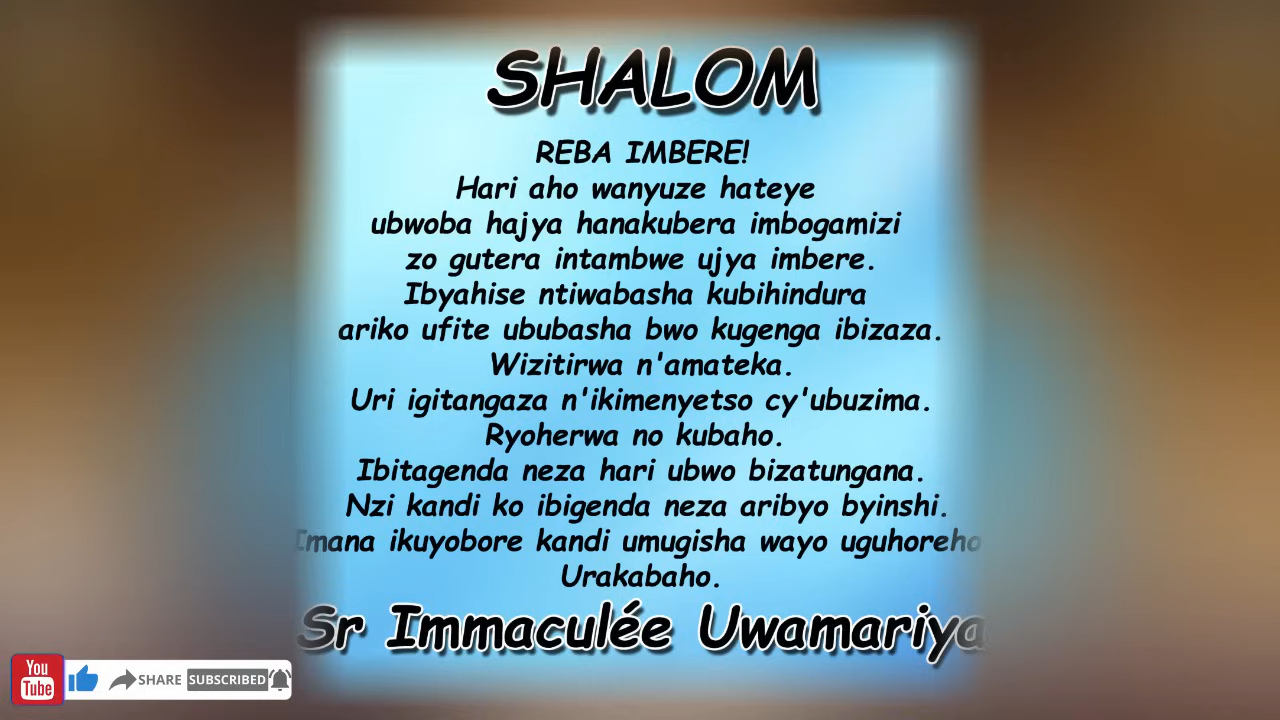 SHALOM
REBA IMBERE!
Hari aho wanyuze hateye
ubwoba hajya hanakubera imbogamizi
zo gutera intambwe ujya imbere.
Ibyahise ntiwabasha kubihindura
ariko ufite ububasha bwo kugenga ibizaza.
Wizitirwa n'amateka.
Uri igitangaza n'ikimenyetso cy'ubuzima.
Ryoherwa no kubaho.
Ibitagenda neza hari ubwo bizatungana.
Nzi kandi ko ibigenda neza aribyo byinshi.
Imana ikuyobore kandi umugisha wayo uguhoreho
Urakabaho.
Sr Immaculée Uwamariya
You
Tube
SHARE SUBSCRIBED